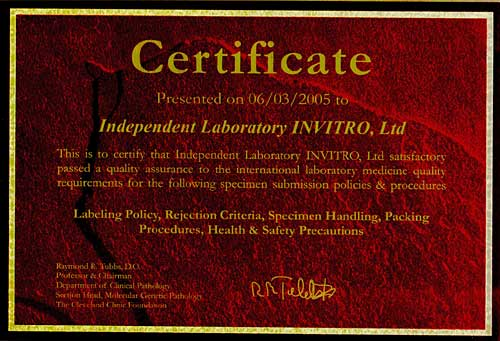 Certificate
Presented on 06/03/2005 to
Independent Laboratory INVITRO, Ltd
This is to certify that Independent Laboratory INVITRO, Ltd satisfactory
passed a quality assurance to the international laboratory medicine quality
requirements for the following specimen submission policies & procedures
Labeling Policy, Rejection Criteria, Specimen Handling, Packing
Procedures, Health & Safety Precautions
Raymond R. Tubbs, D.O.
Professor & Chairman
Department of Clinical Pathology
Section Head, Molecular Genetic Pathology
The Cleveland Clinic Foundation